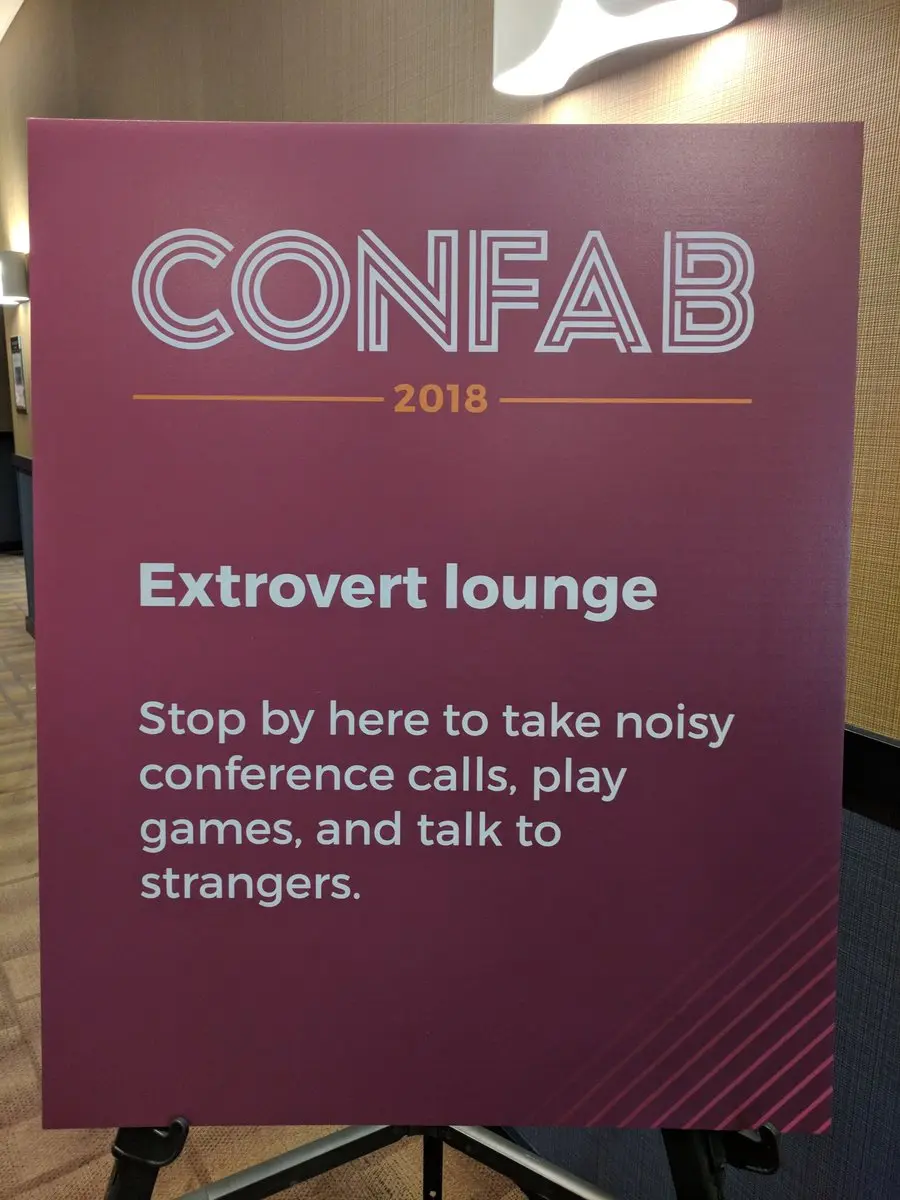 CONFAB
2018
Extrovert lounge
Stop by here to take noisy
conference calls, play
games, and talk to
strangers.